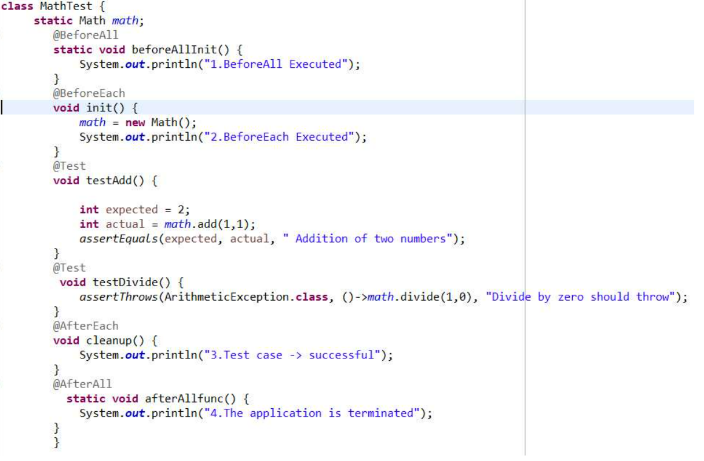 class MathTest {
static Math math;
@BeforeAll
static void beforeAllInit() {
System.out.println("1.BeforeAll Executed");
}
@BeforeEach
void init() {
math = new Math();
System.out.println("2.BeforeEach Executed");
}
@Test
void testAdd() {
int expected = 2;
int actual = math.add(1,1);
assertEquals(expected, actual, " Addition of two numbers");
}
@Test
void testDivide() {
assertThrows(ArithmeticException.class, ()->math.divide(1,0), "Divide by zero should throw");
}
@AfterEach
void cleanup() {
System.out.println("3.Test case -> successful");
}
@AfterAll
static void afterAllfunc() {
System.out.println("4.The application is terminated");
}
}